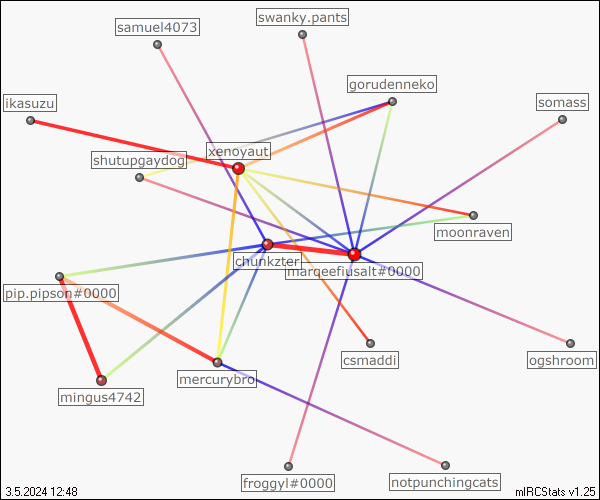 swanky.pants
samuel4073
gorudenneko
ikasuzu
somass
xenoyaut
shutupgaydog
moonraven
chunkzter
marqeefiusalt#0000
pip.pipson#0000
csmaddi
ogshroom
mercurybro
mingus4742
froggyl#0000
notpunchingcats
3.5.2024 12:48
mIRCStats v1.25